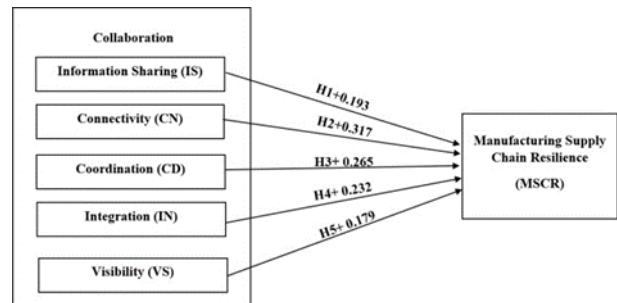 Collaboration
Information Sharing (IS)
Connectivity (CN)
Coordination (CD)
Integration (IN)
Visibility (VS)
H1+0.193
H2+0.317
H3+ 0.265
H4+ 0.232
H5+ 0.179
Manufacturing Supply
Chain Resilience
(MSCR)